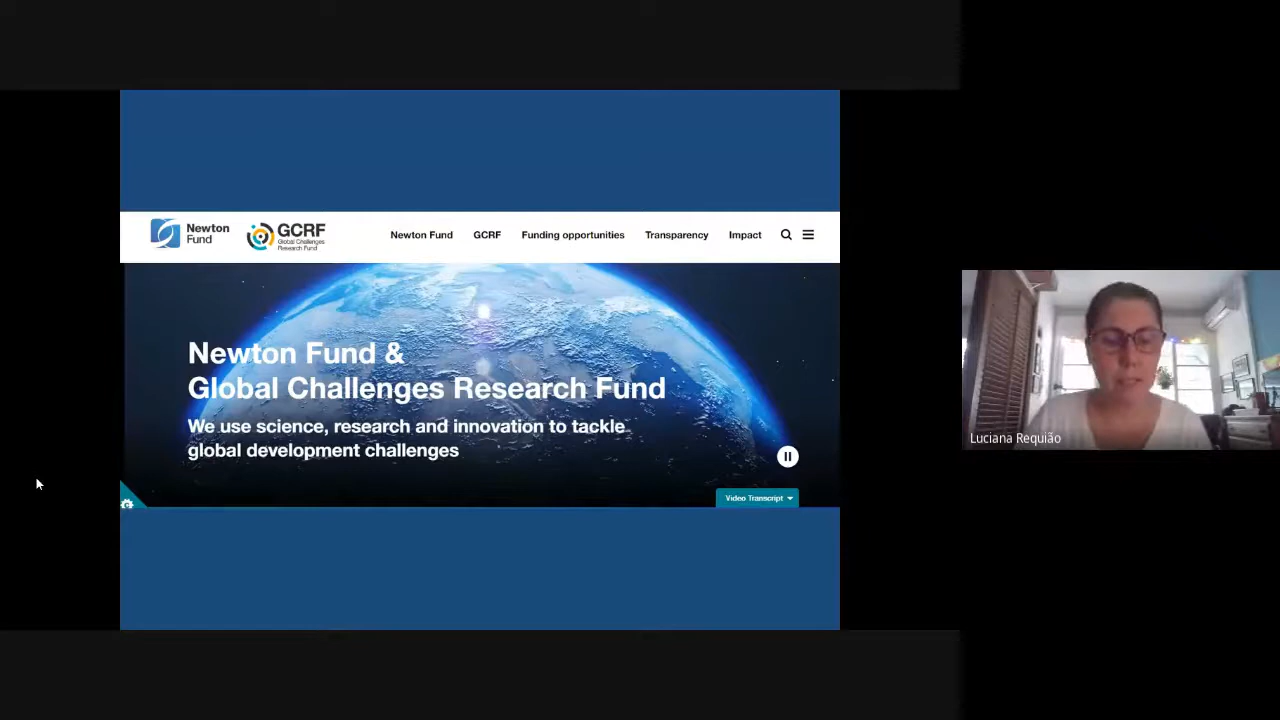 Newton
Fund
GCRF
Global Challenges
Research Fund
Newton Fund GCRF Funding opportunities Transparency Impact
Newton Fund &
Global Challenges Research Fund
We use science, research and innovation to tackle
global development challenges
Video Transcript
Luciana Requião